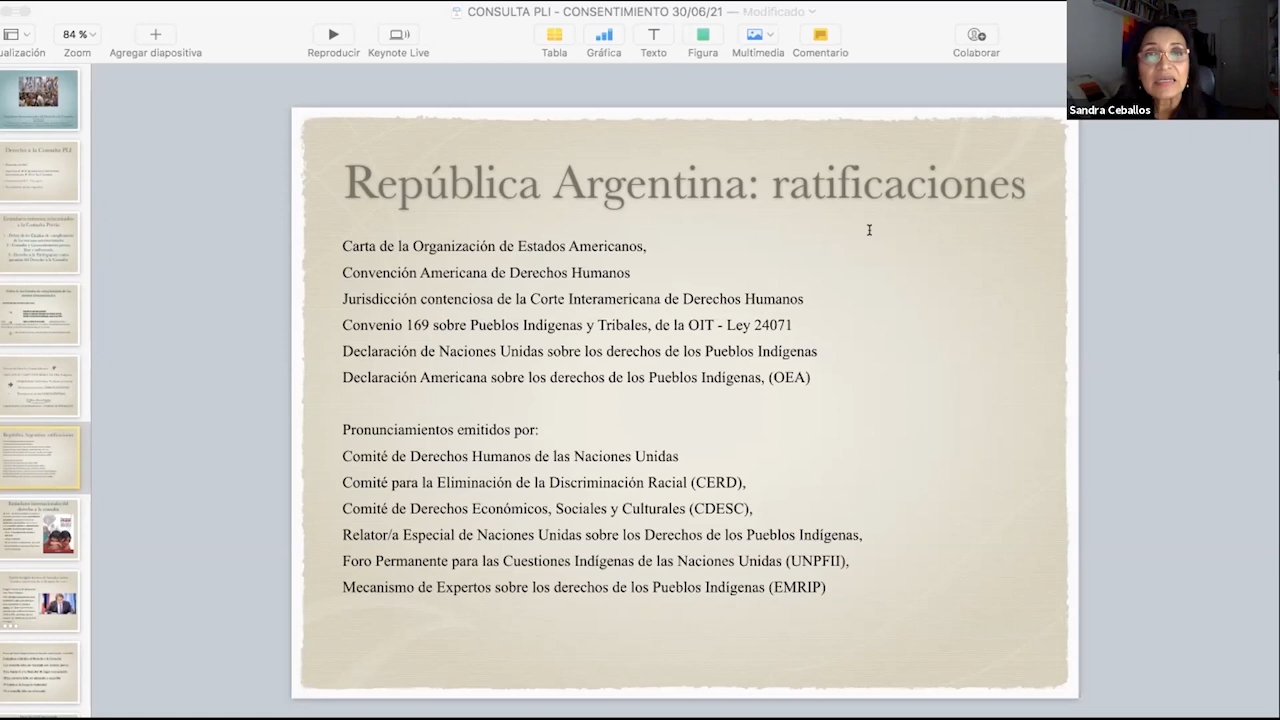 CONSULTA PLI - CONSENTIMIENTO 30/06/21 — Modificado
84 %
ualización
Zoom
Agregar diapositiva
Reproducir
Keynote Live
Tabla
Gráfica
Texto
Figura
Multimedia
Comentario
Colaborar
Sandra Ceballos
Derecho a la Consulta PLI
República Argentina: ratificaciones
Carta de la Organización de Estados Americanos,
Convención Americana de Derechos Humanos
Jurisdicción contenciosa de la Corte Interamericana de Derechos Humanos
Convenio 169 sobre Pueblos Indígenas y Tribales, de la OIT - Ley 24071
Declaración de Naciones Unidas sobre los derechos de los Pueblos Indígenas
Declaración Americana sobre los derechos de los Pueblos Indígenas, (OEA)
Pronunciamientos emitidos por:
Comité de Derechos Humanos de las Naciones Unidas
Comité para la Eliminación de la Discriminación Racial (CERD),
Comité de Derechos Económicos, Sociales y Culturales (CDESC),
Relator/a Especial de Naciones Unidas sobre los Derechos de los Pueblos Indígenas,
Foro Permanente para las Cuestiones Indígenas de las Naciones Unidas (UNPFII),
Mecanismo de Expertos sobre los derechos de los Pueblos Indígenas (EMRIP)